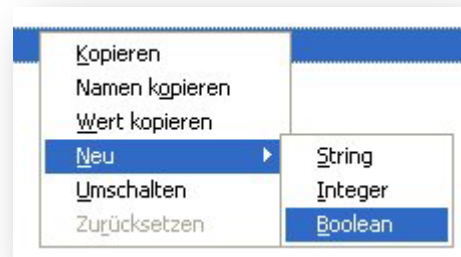 Kopieren
Namen kopieren
Wert kopieren
Neu
Umschalten
Zurücksetzen
String
Integer
Boolean